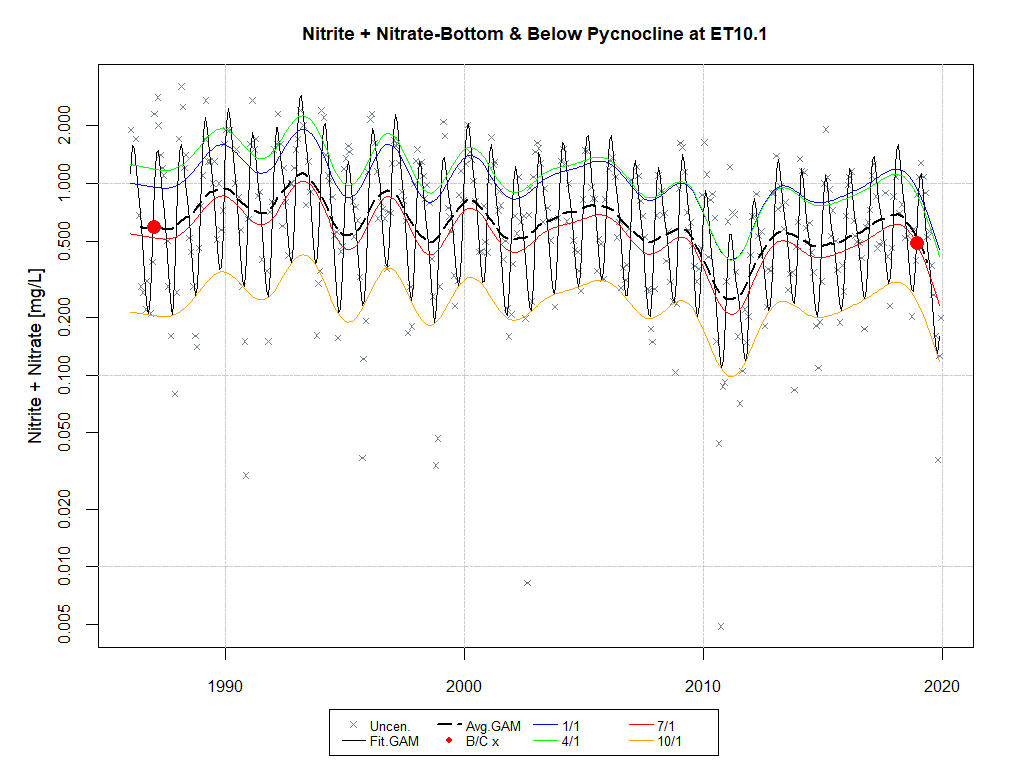 Nitrite + Nitrate-Bottom & Below Pycnocline at ET10.1
Nitrite + Nitrate [mg/L]
2.000
1.000
0.500
0.200
0.100
0.050
0.020
0.010
0.005
1990 2000 2010 2020
Uncen. Avg.GAM 1/1 7/1
Fit.GAM B/C x 4/1 10/1